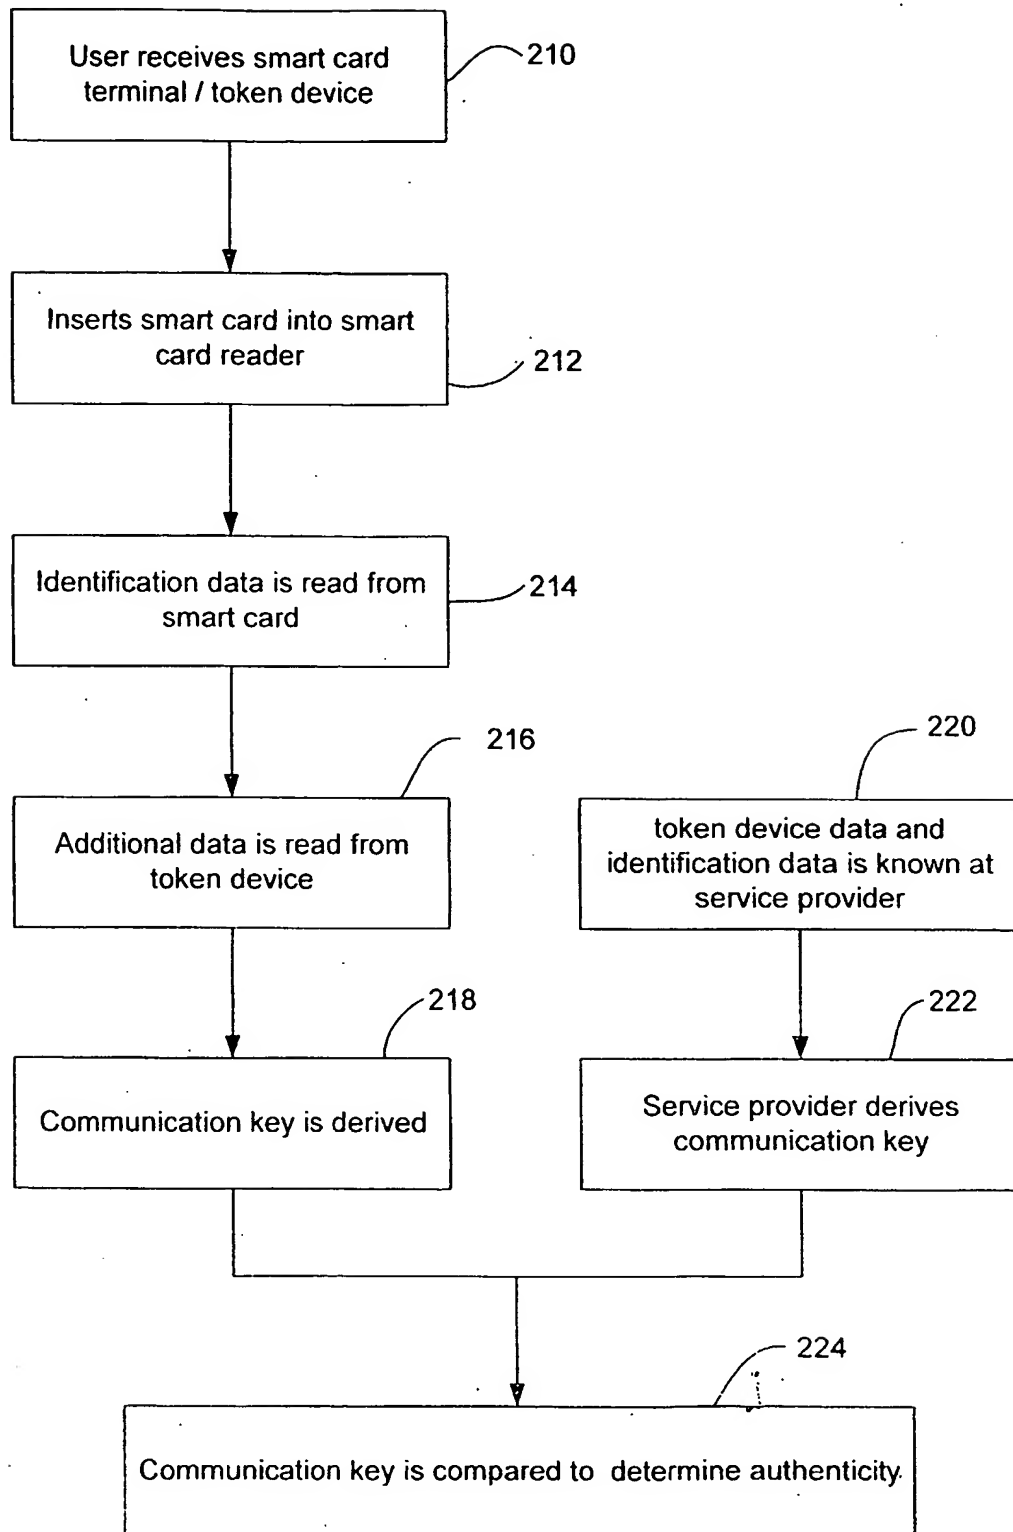 User receives smart card
terminal / token device
210
Inserts smart card into smart
card reader
212
Identification data is read from
smart card
214
216
Additional data is read from
token device
220
token device data and
identification data is known at
service provider
218
Communication key is derived
222
Service provider derives
communication key
224
Communication key is compared to determine authenticity.